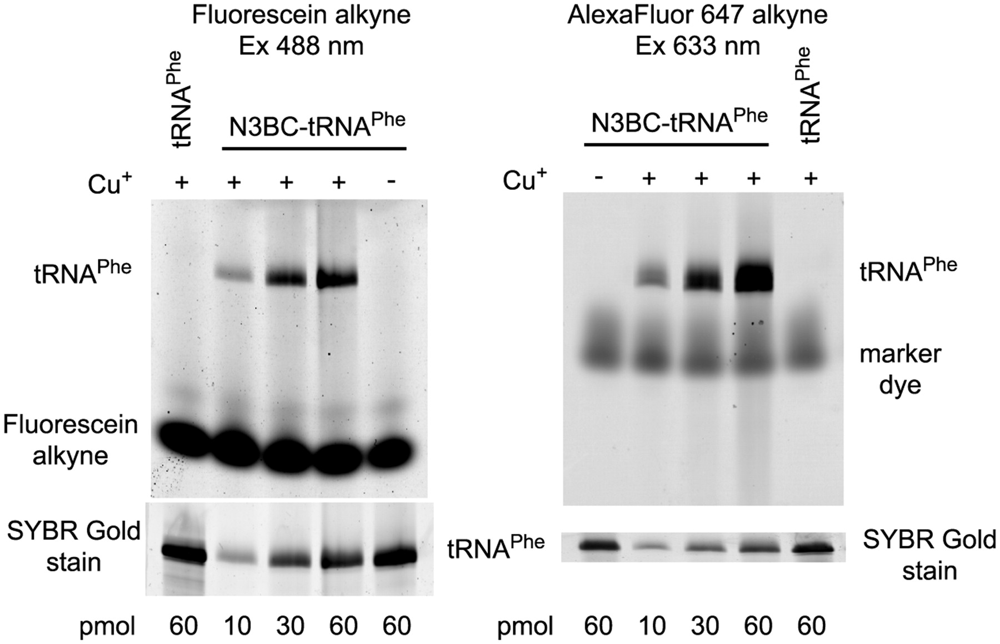 Fluorescein alkyne
Ex 488 nm
tRNAPhe
N3BC-tRNAPhe
Cu+ + + + + -
tRNAPhe
Fluorescein
alkyne
SYBR Gold
stain
pmol 60 10 30 60 60
AlexaFluor 647 alkyne
Ex 633 nm
N3BC-tRNAPhe
tRNAPhe
Cu+ - + + + +
tRNAPhe
marker
dye
tRNAPhe
SYBR Gold
stain
pmol 60 10 30 60 60